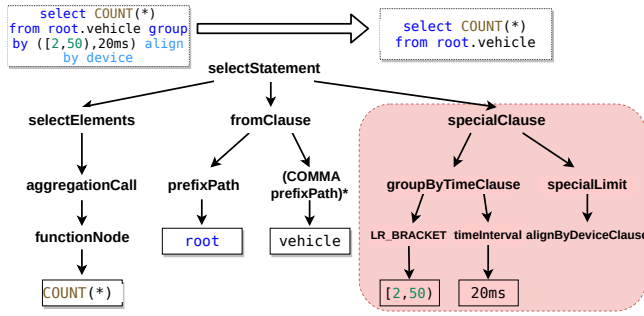 select COUNT(*)
from root.vehicle group
by ([2,50),20ms) align
by device
select COUNT(*)
from root.vehicle
selectStatement
selectElements
fromClause
specialClause
aggregationCall
prefixPath
(COMMA
prefixPath)*
groupByTimeClause
specialLimit
functionNode
root
vehicle
LR_BRACKET
timeInterval
alignByDeviceClause
COUNT(*)
[2,50)
20ms